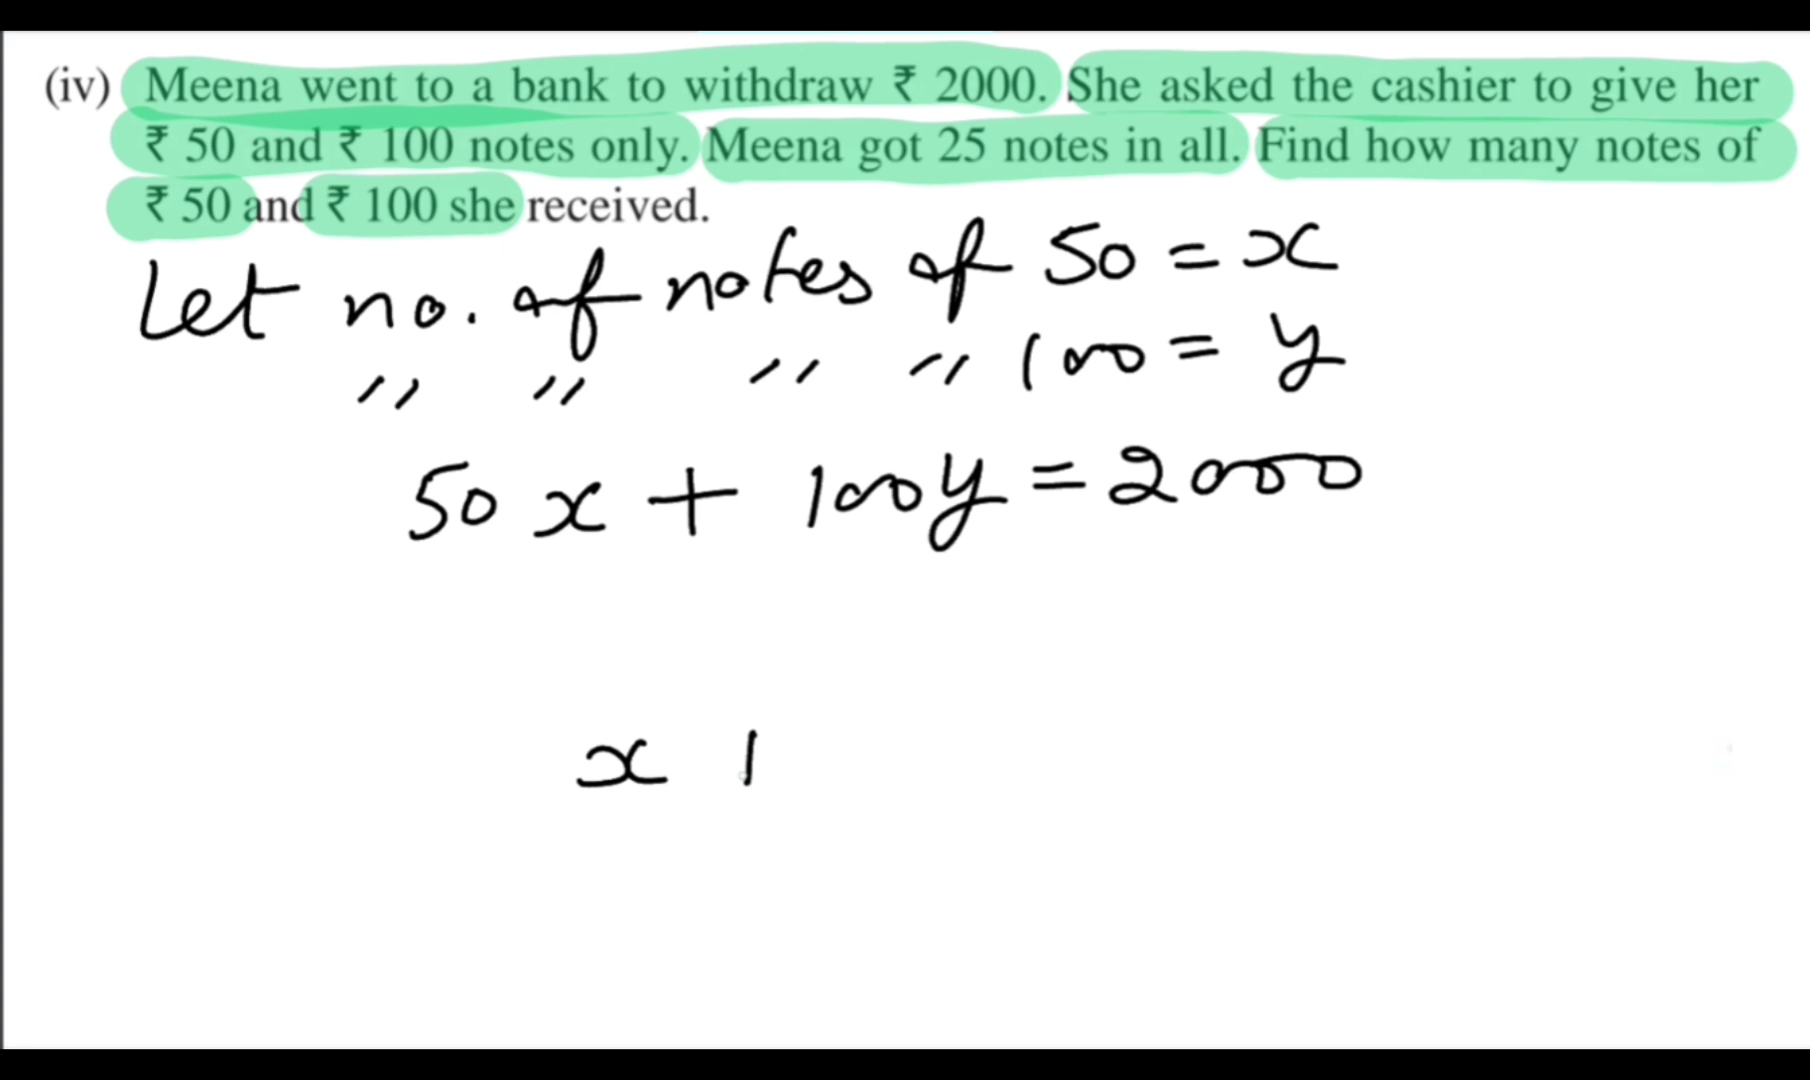 (iv) Meena went to a bank to withdraw ₹ 2000. She asked the cashier to give her
₹ 50 and ₹ 100 notes only. Meena got 25 notes in all. Find how many notes of
₹ 50 and ₹ 100 she received.
Let no. of notes of 50 = x
" " " " 100 = y
50x + 100y = 2000
x |